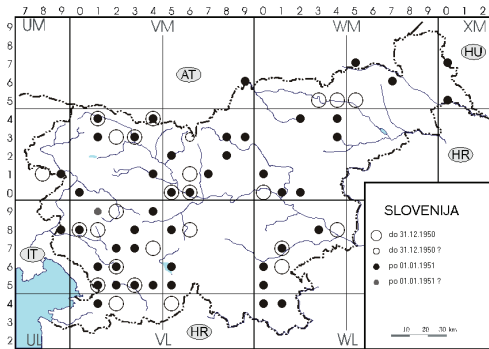 7 8 9 0 1 2 3 4 5 6 7 8 9 0 1 2 3 4 5 6 7 8 9 0 1 2
9 UM VM WM XM
8
HU
7
AT
6
5
4
3
2
HR
1
0
9
SLOVENIJA
8
do 31.12.1950
IT
7
do 31.12.1950 ?
6
po 01.01.1951
5
po 01.01.1951 ?
4
3
HR
10 20 30 km
2 UL VL WL